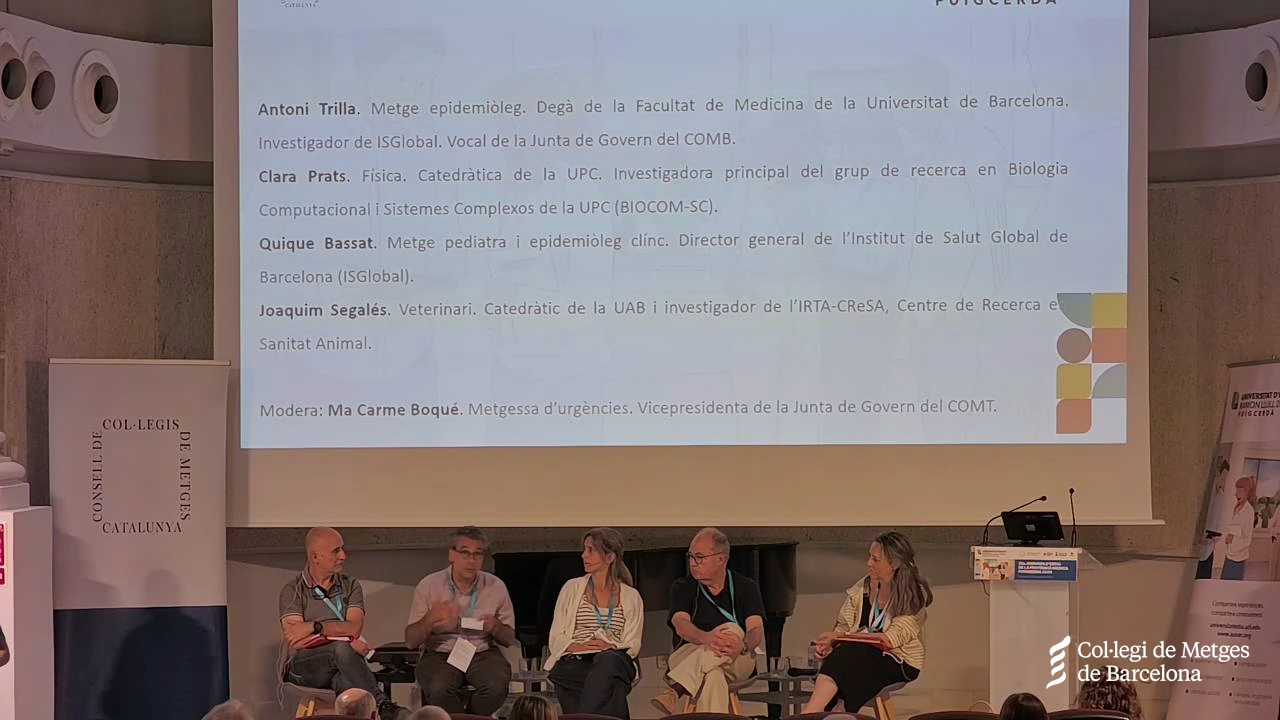 CATALUNYA
PUIGCERDÀ
Antoni Trilla. Metge epidemiòleg. Degà de la Facultat de Medicina de la Universitat de Barcelona.
Investigador de ISGlobal. Vocal de la Junta de Govern del COMB.
Clara Prats. Física. Catedràtica de la UPC. Investigadora principal del grup de recerca en Biologia
Computacional i Sistemes Complexos de la UPC (BIOCOM-SC).
Quique Bassat. Metge pediatra i epidemiòleg clínc. Director general de l'Institut de Salut Global de
Barcelona (ISGlobal).
Joaquim Segalés. Veterinari. Catedràtic de la UAB i investigador de l'IRTA-CReSA, Centre de Recerca e
Sanitat Animal.
Modera: Ma Carme Boqué. Metgessa d'urgències. Vicepresidenta de la Junta de Govern del COMT.
CONSELL DE
COL·LEGIS
DE METGES
CATALUNYA
UNIVERSITAT D'
RAMON LLULL
PUIGCERDÀ
Col·legi de Metges
de Barcelona